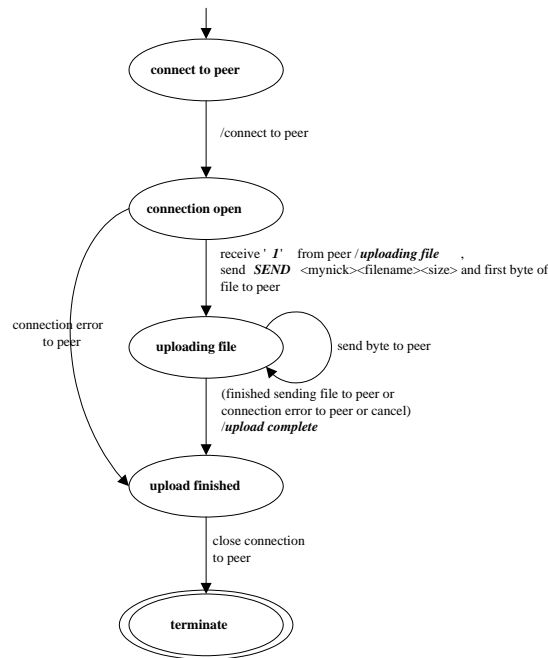 connect to peer
/connect to peer
connection open
receive ' 1' from peer /uploading file ,
send SEND <mynick><filename><size> and first byte of
file to peer
connection error
to peer
uploading file
send byte to peer
(finished sending file to peer or
connection error to peer or cancel)
/upload complete
upload finished
close connection
to peer
terminate